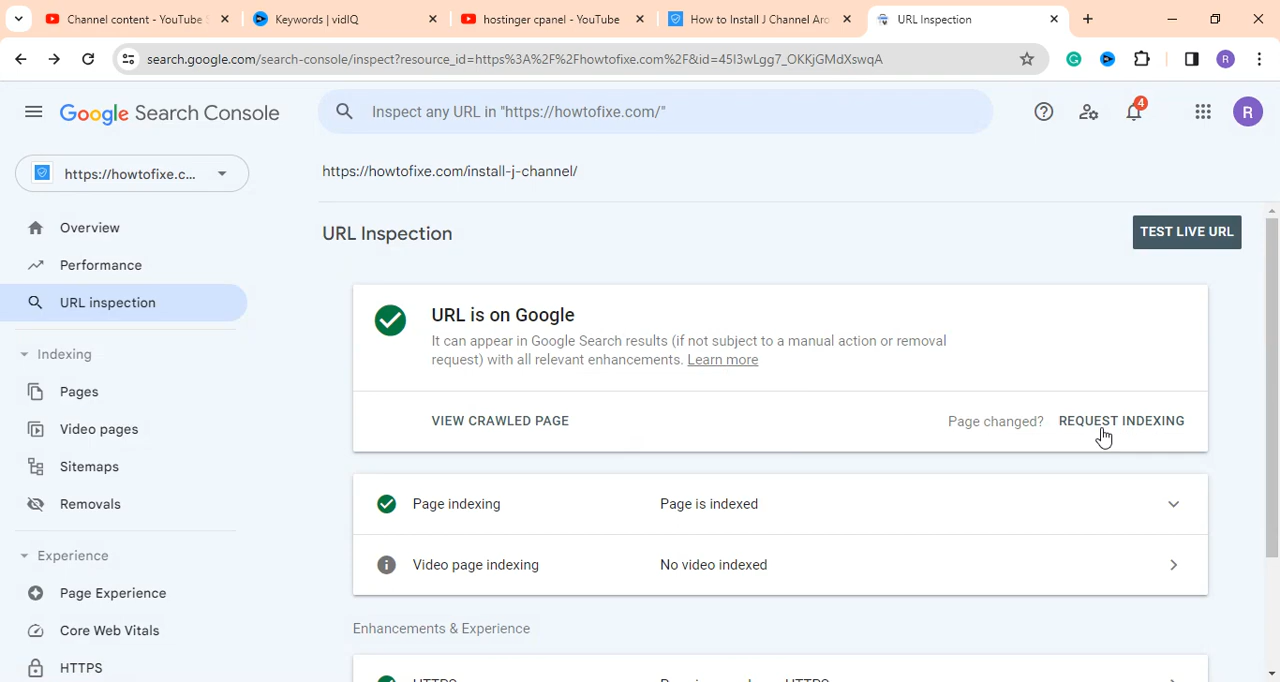 Channel content - YouTube S
Keywords | vidIQ
hostinger cpanel - YouTube
How to Install J Channel Aro
URL Inspection
search.google.com/search-console/inspect?resource_id=https%3A%2F%2Fhowtofixe.com%2F&id=45I3wLgg7_OKKjGMdXswqA
R
Google Search Console
Inspect any URL in "https://howtofixe.com/"
4
R
https://howtofixe.c...
https://howtofixe.com/install-j-channel/
Overview
Performance
URL inspection
Indexing
Pages
Video pages
Sitemaps
Removals
Experience
Page Experience
Core Web Vitals
HTTPS
URL Inspection
TEST LIVE URL
URL is on Google
It can appear in Google Search results (if not subject to a manual action or removal
request) with all relevant enhancements. Learn more
VIEW CRAWLED PAGE
Page changed? REQUEST INDEXING
Page indexing
Page is indexed
Video page indexing
No video indexed
Enhancements & Experience
HTTPS